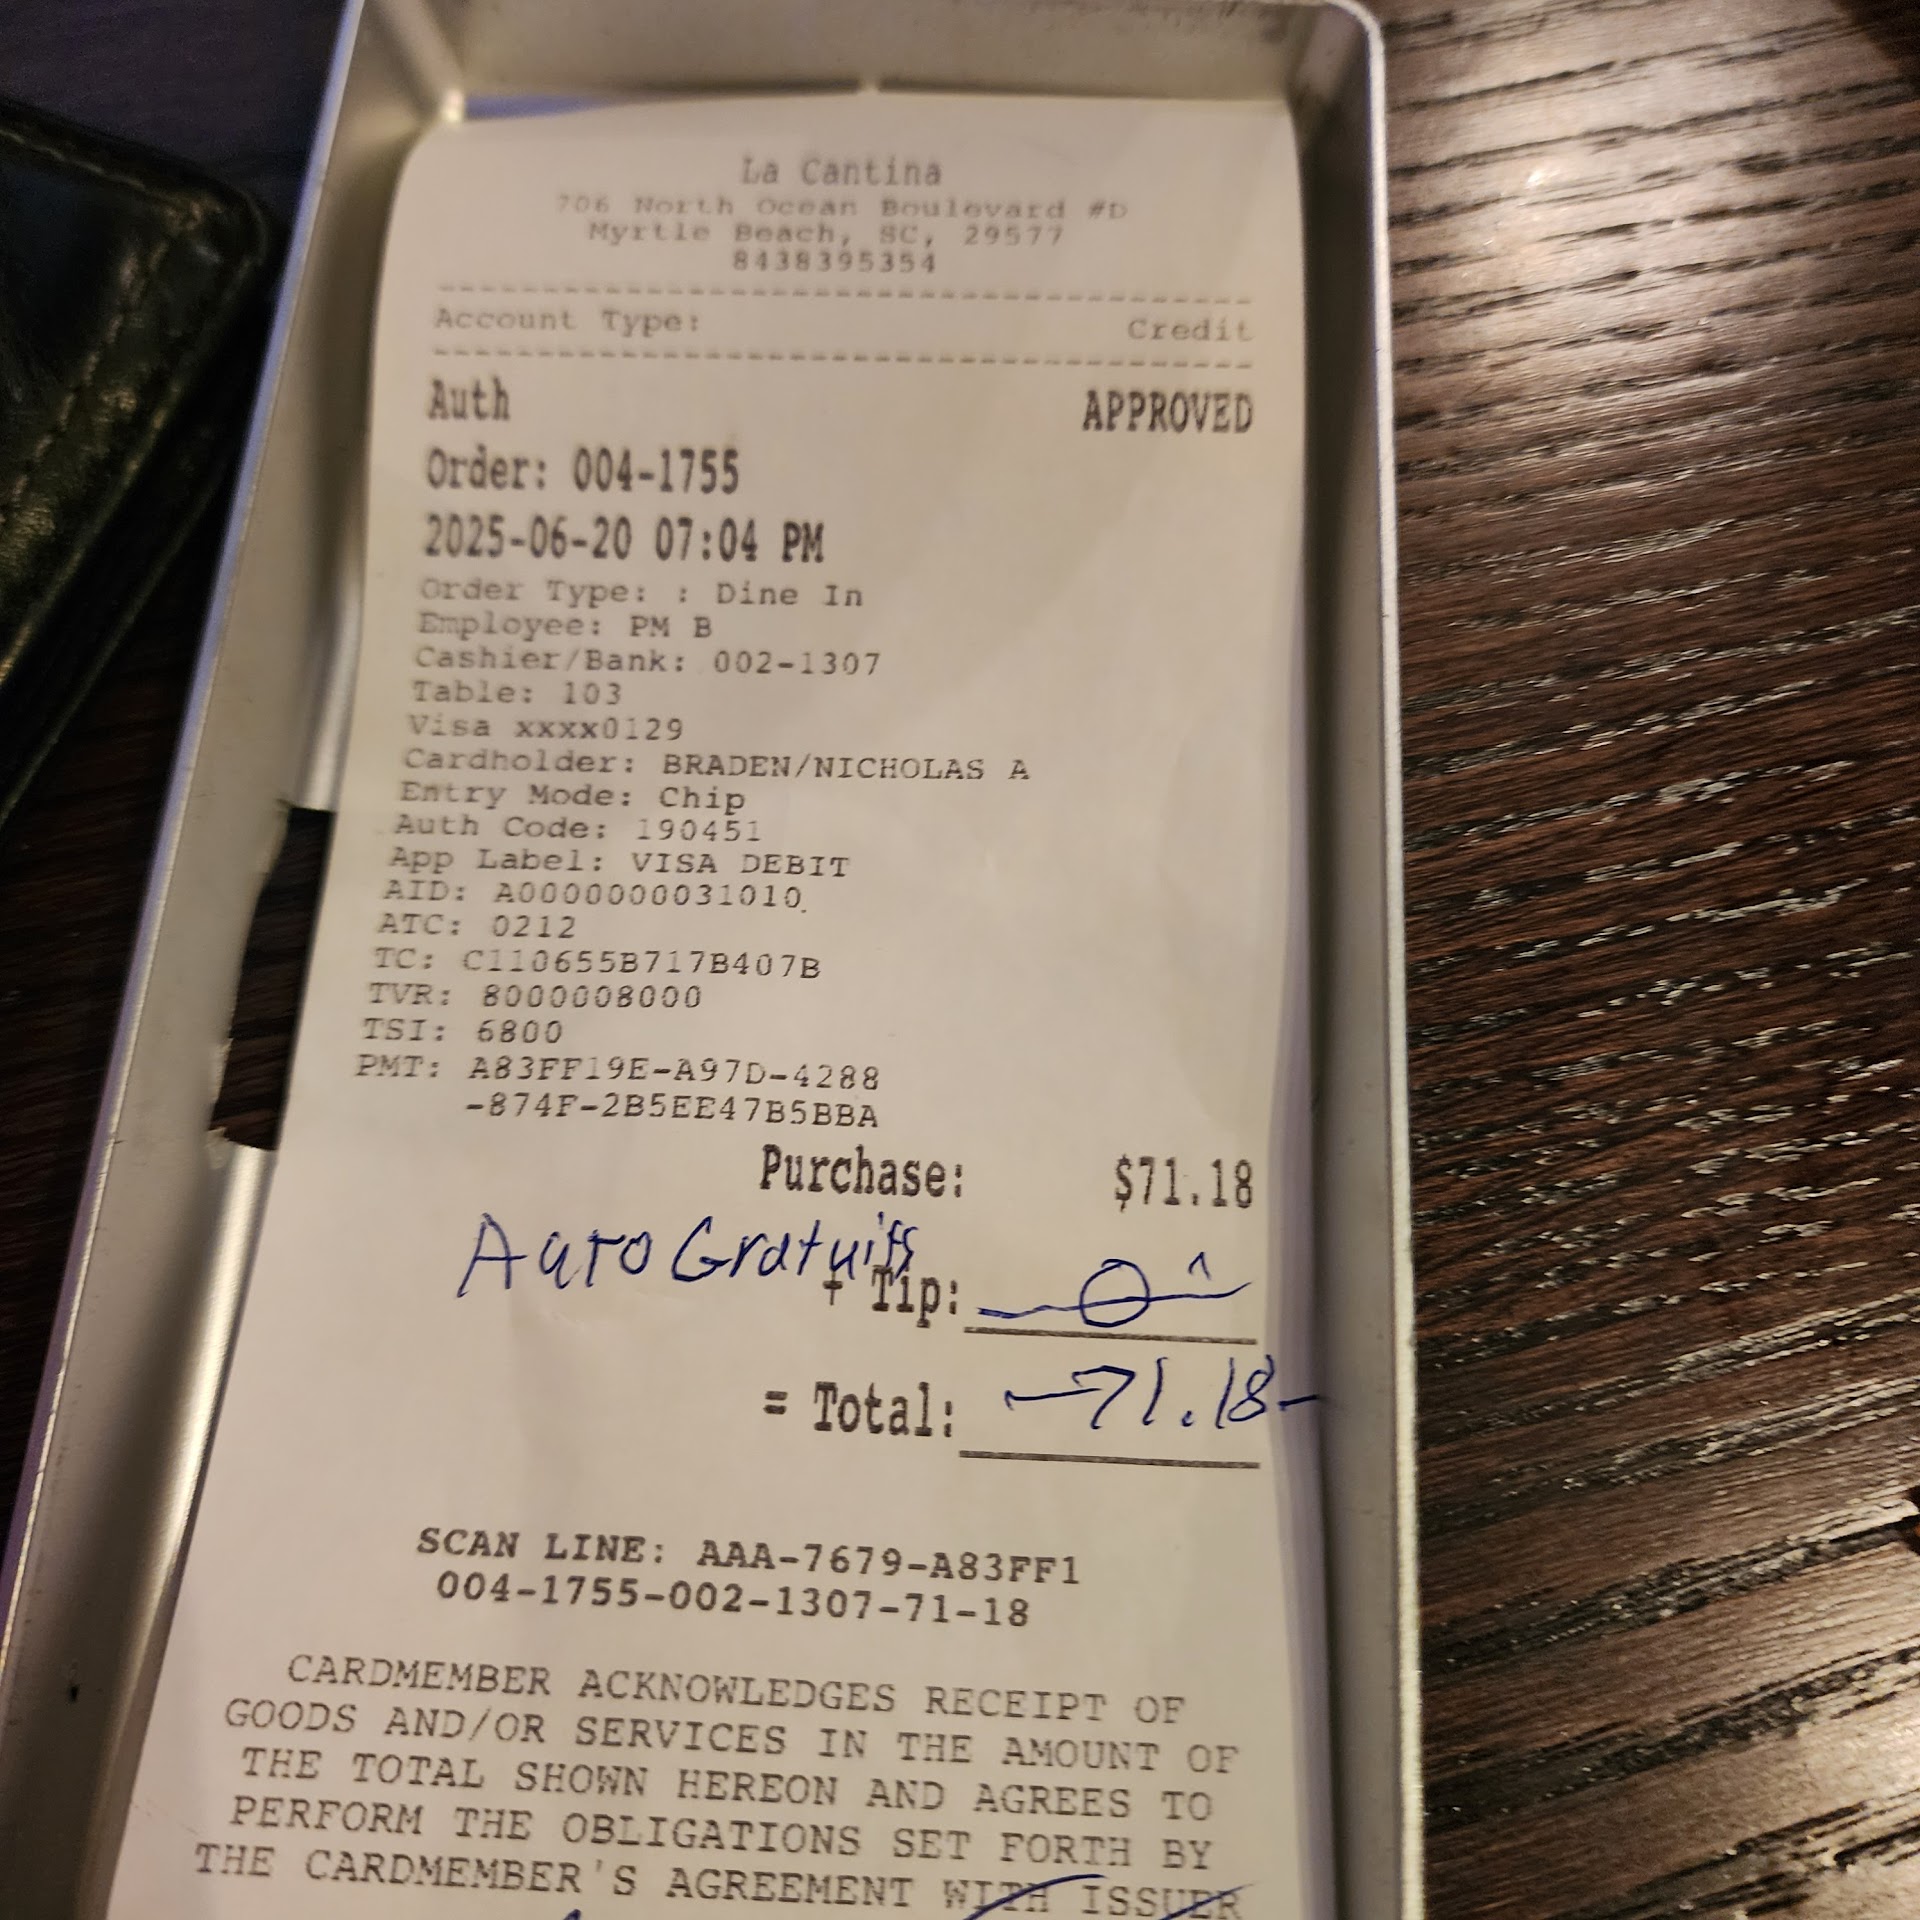 La Cantina
706 North Ocean Boulevard #D
Myrtle Beach, SC, 29577
8438395354
Account Type: Credit
Auth APPROVED
Order: 004-1755
2025-06-20 07:04 PM
Order Type: : Dine In
Employee: PM B
Cashier/Bank: 002-1307
Table: 103
Visa xxxx0129
Cardholder: BRADEN/NICHOLAS A
Entry Mode: Chip
Auth Code: 190451
App Label: VISA DEBIT
AID: A0000000031010
ATC: 0212
TC: C110655B717B407B
TVR: 8000008000
TSI: 6800
PMT: A83FF19E-A97D-4288
-874F-2B5EE47B5BBA
Purchase: $71.18
Auto
+ Tip: 0
= Total: 71.18
SCAN LINE: AAA-7679-A83FF1
004-1755-002-1307-71-18
CARDMEMBER ACKNOWLEDGES RECEIPT OF
GOODS AND/OR SERVICES IN THE AMOUNT OF
THE TOTAL SHOWN HEREON AND AGREES TO
PERFORM THE OBLIGATIONS SET FORTH BY
THE CARDMEMBER'S AGREEMENT WITH ISSUER